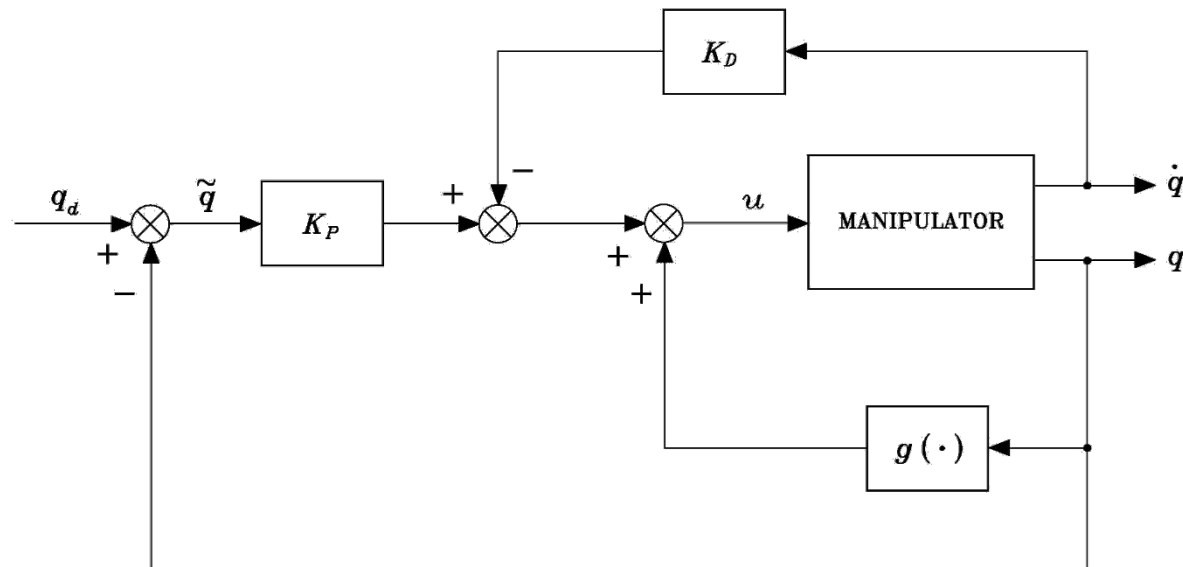 K_D
−
q_d
+
−
q̃
K_P
+
+
+
u
MANIPULATOR
q̇
q
g (·)